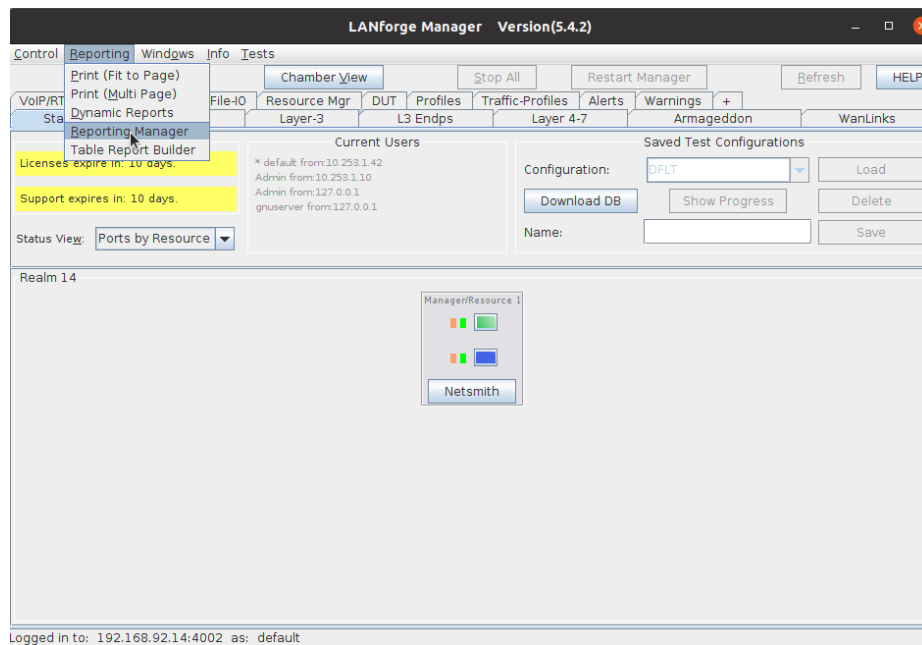 LANforge Manager Version(5.4.2)
Control Reporting Windows Info Tests
Print (Fit to Page)
Print (Multi Page)
Dynamic Reports
Reporting Manager
Table Report Builder
Chamber View Stop All Restart Manager Refresh HELP
VoIP/RT File-IO Resource Mgr DUT Profiles Traffic-Profiles Alerts Warnings +
Sta Layer-3 L3 Endps Layer 4-7 Armageddon WanLinks
Licenses expire in: 10 days.
Support expires in: 10 days.
Status View: Ports by Resource
Current Users
* default from:10.253.1.42
Admin from:10.253.1.10
Admin from:127.0.0.1
gnuserver from:127.0.0.1
Saved Test Configurations
Configuration: DFLT Load
Download DB Show Progress Delete
Name: Save
Realm 14
Manager/Resource 1
Netsmith
Logged in to: 192.168.92.14:4002 as: default